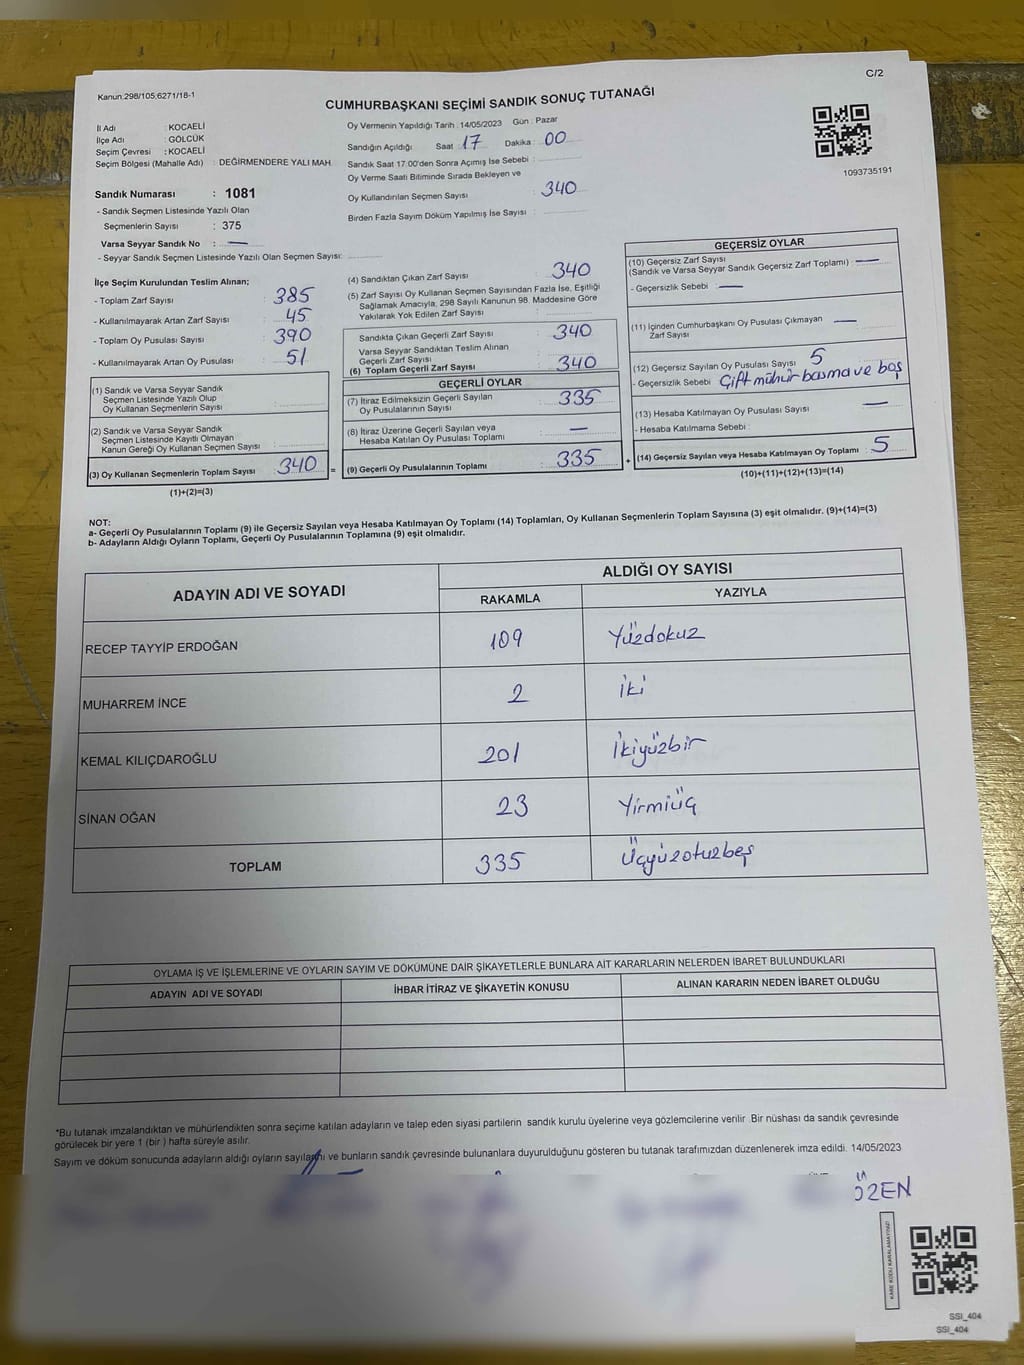 C/2
Kanun:298/105,6271/18-1
CUMHURBAŞKANI SEÇİMİ SANDIK SONUÇ TUTANAĞI
İl Adı : KOCAELİ
İlçe Adı : GÖLCÜK
Seçim Çevresi : KOCAELİ
Seçim Bölgesi (Mahalle Adı) : DEĞİRMENDERE YALI MAH.
Sandık Numarası : 1081
- Sandık Seçmen Listesinde Yazılı Olan
Seçmenlerin Sayısı : 375
Varsa Seyyar Sandık No : —
- Seyyar Sandık Seçmen Listesinde Yazılı Olan Seçmen Sayısı:
Oy Vermenin Yapıldığı Tarih : 14/05/2023 Gün : Pazar
Sandığın Açıldığı Saat 17 Dakika : 00
Sandık Saat 17:00'den Sonra Açımış İse Sebebi :
Oy Verme Saati Bitiminde Sırada Bekleyen ve
Oy Kullandırılan Seçmen Sayısı 340
Birden Fazla Sayım Döküm Yapılmış İse Sayısı :
1093735191
İlçe Seçim Kurulundan Teslim Alınan;
- Toplam Zarf Sayısı : 385
- Kullanılmayarak Artan Zarf Sayısı : 45
- Toplam Oy Pusulası Sayısı : 390
- Kullanılmayarak Artan Oy Pusulası : 51
(1) Sandık ve Varsa Seyyar Sandık
Seçmen Listesinde Yazılı Olup
Oy Kullanan Seçmenlerin Sayısı :
(2) Sandık ve Varsa Seyyar Sandık
Seçmen Listesinde Kayıtlı Olmayan
Kanun Gereği Oy Kullanan Seçmen Sayısı :
(3) Oy Kullanan Seçmenlerin Toplam Sayısı : 340 =
(1)+(2)=(3)
(4) Sandıktan Çıkan Zarf Sayısı : 340
(5) Zarf Sayısı Oy Kullanan Seçmen Sayısından Fazla İse, Eşitliği
Sağlamak Amacıyla, 298 Sayılı Kanunun 98. Maddesine Göre
Yakılarak Yok Edilen Zarf Sayısı :
Sandıkta Çıkan Geçerli Zarf Sayısı : 340
Varsa Seyyar Sandıktan Teslim Alınan
Geçerli Zarf Sayısı :
(6) Toplam Geçerli Zarf Sayısı : 340
GEÇERLİ OYLAR
(7) İtiraz Edilmeksizin Geçerli Sayılan
Oy Pusulalarının Sayısı : 335
(8) İtiraz Üzerine Geçerli Sayılan veya
Hesaba Katılan Oy Pusulası Toplamı : —
(9) Geçerli Oy Pusulalarının Toplamı : 335 +
GEÇERSİZ OYLAR
(10) Geçersiz Zarf Sayısı
(Sandık ve Varsa Seyyar Sandık Geçersiz Zarf Toplamı) : —
- Geçersizlik Sebebi : —
(11) İçinden Cumhurbaşkanı Oy Pusulası Çıkmayan
Zarf Sayısı : —
(12) Geçersiz Sayılan Oy Pusulası Sayısı : 5
- Geçersizlik Sebebi : Çift mühür basma ve boş
(13) Hesaba Katılmayan Oy Pusulası Sayısı : —
- Hesaba Katılmama Sebebi :
(14) Geçersiz Sayılan veya Hesaba Katılmayan Oy Toplamı : 5
(10)+(11)+(12)+(13)=(14)
NOT:
a- Geçerli Oy Pusulalarının Toplamı (9) ile Geçersiz Sayılan veya Hesaba Katılmayan Oy Toplamı (14) Toplamları, Oy Kullanan Seçmenlerin Toplam Sayısına (3) eşit olmalıdır. (9)+(14)=(3)
b- Adayların Aldığı Oyların Toplamı, Geçerli Oy Pusulalarının Toplamına (9) eşit olmalıdır.
ADAYIN ADI VE SOYADI ALDIĞI OY SAYISI
RAKAMLA YAZIYLA
RECEP TAYYİP ERDOĞAN 109 Yüzdokuz
MUHARREM İNCE 2 iki
KEMAL KILIÇDAROĞLU 201 İkiyüzbir
SİNAN OĞAN 23 Yirmiüç
TOPLAM 335 Üçyüzotuzbeş
OYLAMA İŞ VE İŞLEMLERİNE VE OYLARIN SAYIM VE DÖKÜMÜNE DAİR ŞİKAYETLERLE BUNLARA AİT KARARLARIN NELERDEN İBARET BULUNDUKLARI
ADAYIN ADI VE SOYADI İHBAR İTİRAZ VE ŞİKAYETİN KONUSU ALINAN KARARIN NEDEN İBARET OLDUĞU
*Bu tutanak imzalandıktan ve mühürlendikten sonra seçime katılan adayların ve talep eden siyasi partilerin sandık kurulu üyelerine veya gözlemcilerine verilir .Bir nüshası da sandık çevresinde
görülecek bir yere 1 (bir ) hafta süreyle asılır.
Sayım ve döküm sonucunda adayların aldığı oyların sayılarını ve bunların sandık çevresinde bulunanlara duyurulduğunu gösteren bu tutanak tarafımızdan düzenlenerek imza edildi. 14/05/2023
ÖZEN
KARE KODU KARALAMAYINIZ!
SSI_404
SSI_404